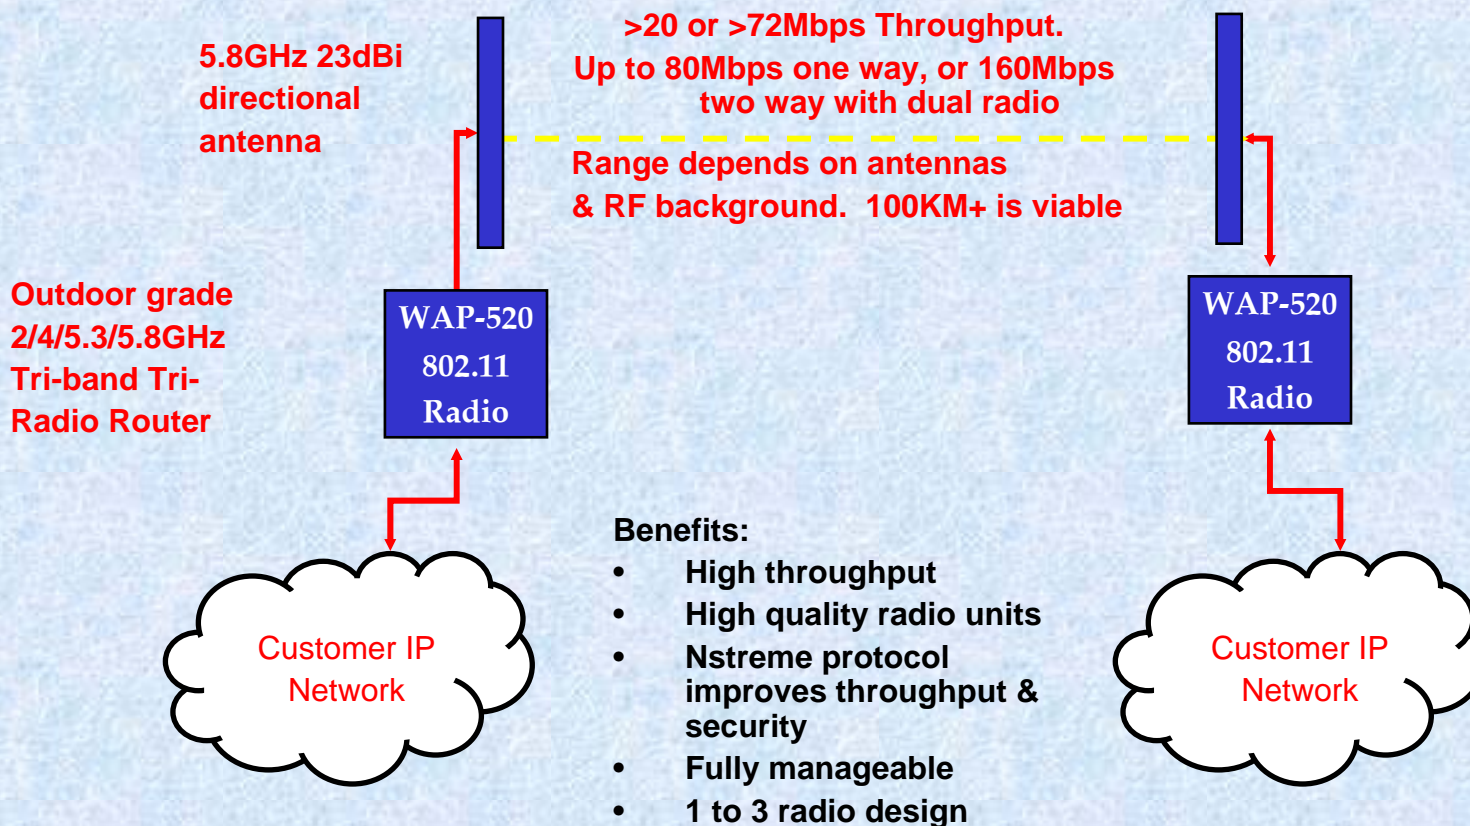 >20 or >72Mbps Throughput.
Up to 80Mbps one way, or 160Mbps
two way with dual radio
5.8GHz 23dBi
directional
antenna
Range depends on antennas
& RF background.  100KM+ is viable
Outdoor grade
2/4/5.3/5.8GHz
Tri-band Tri-
Radio Router
WAP-520
802.11
Radio
WAP-520
802.11
Radio
Benefits:
• High throughput
• High quality radio units
• Nstreme protocol
improves throughput &
security
• Fully manageable
• 1 to 3 radio design
Customer IP
Network
Customer IP
Network